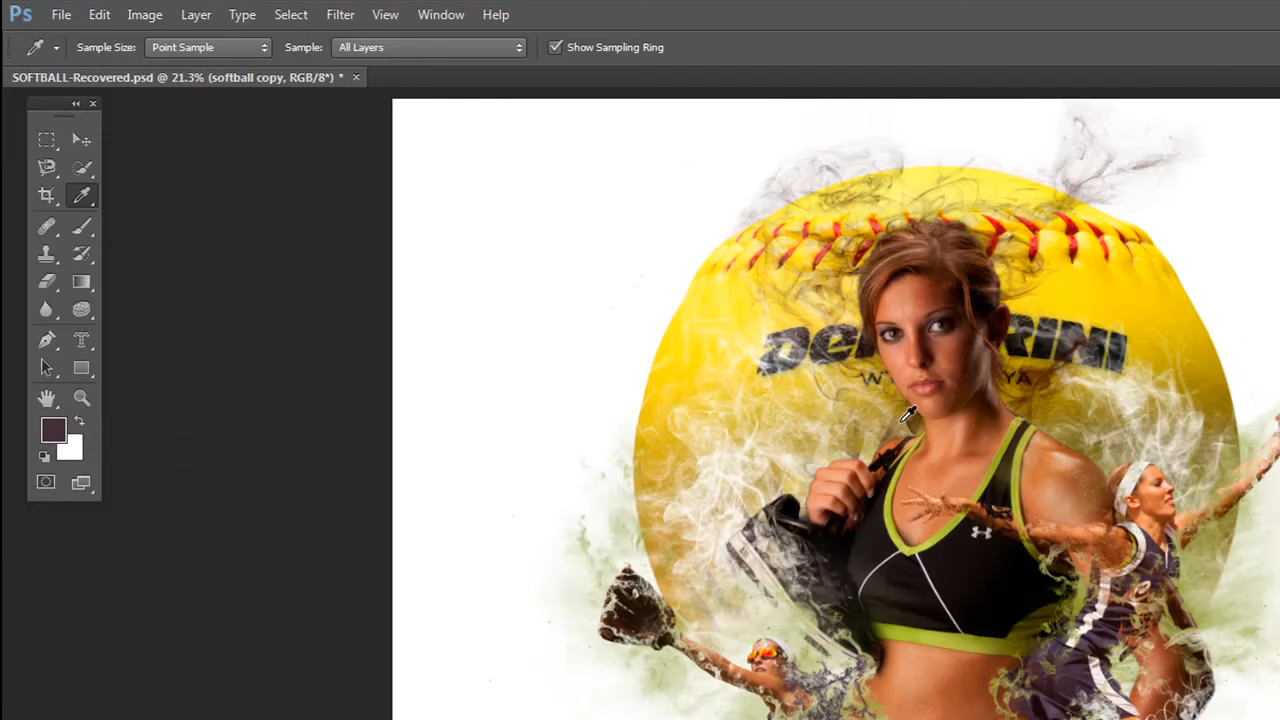 Ps File Edit Image Layer Type Select Filter View Window Help
Sample Size: Point Sample Sample: All Layers Show Sampling Ring
SOFTBALL-Recovered.psd @ 21.3% (softball copy, RGB/8*) * ×